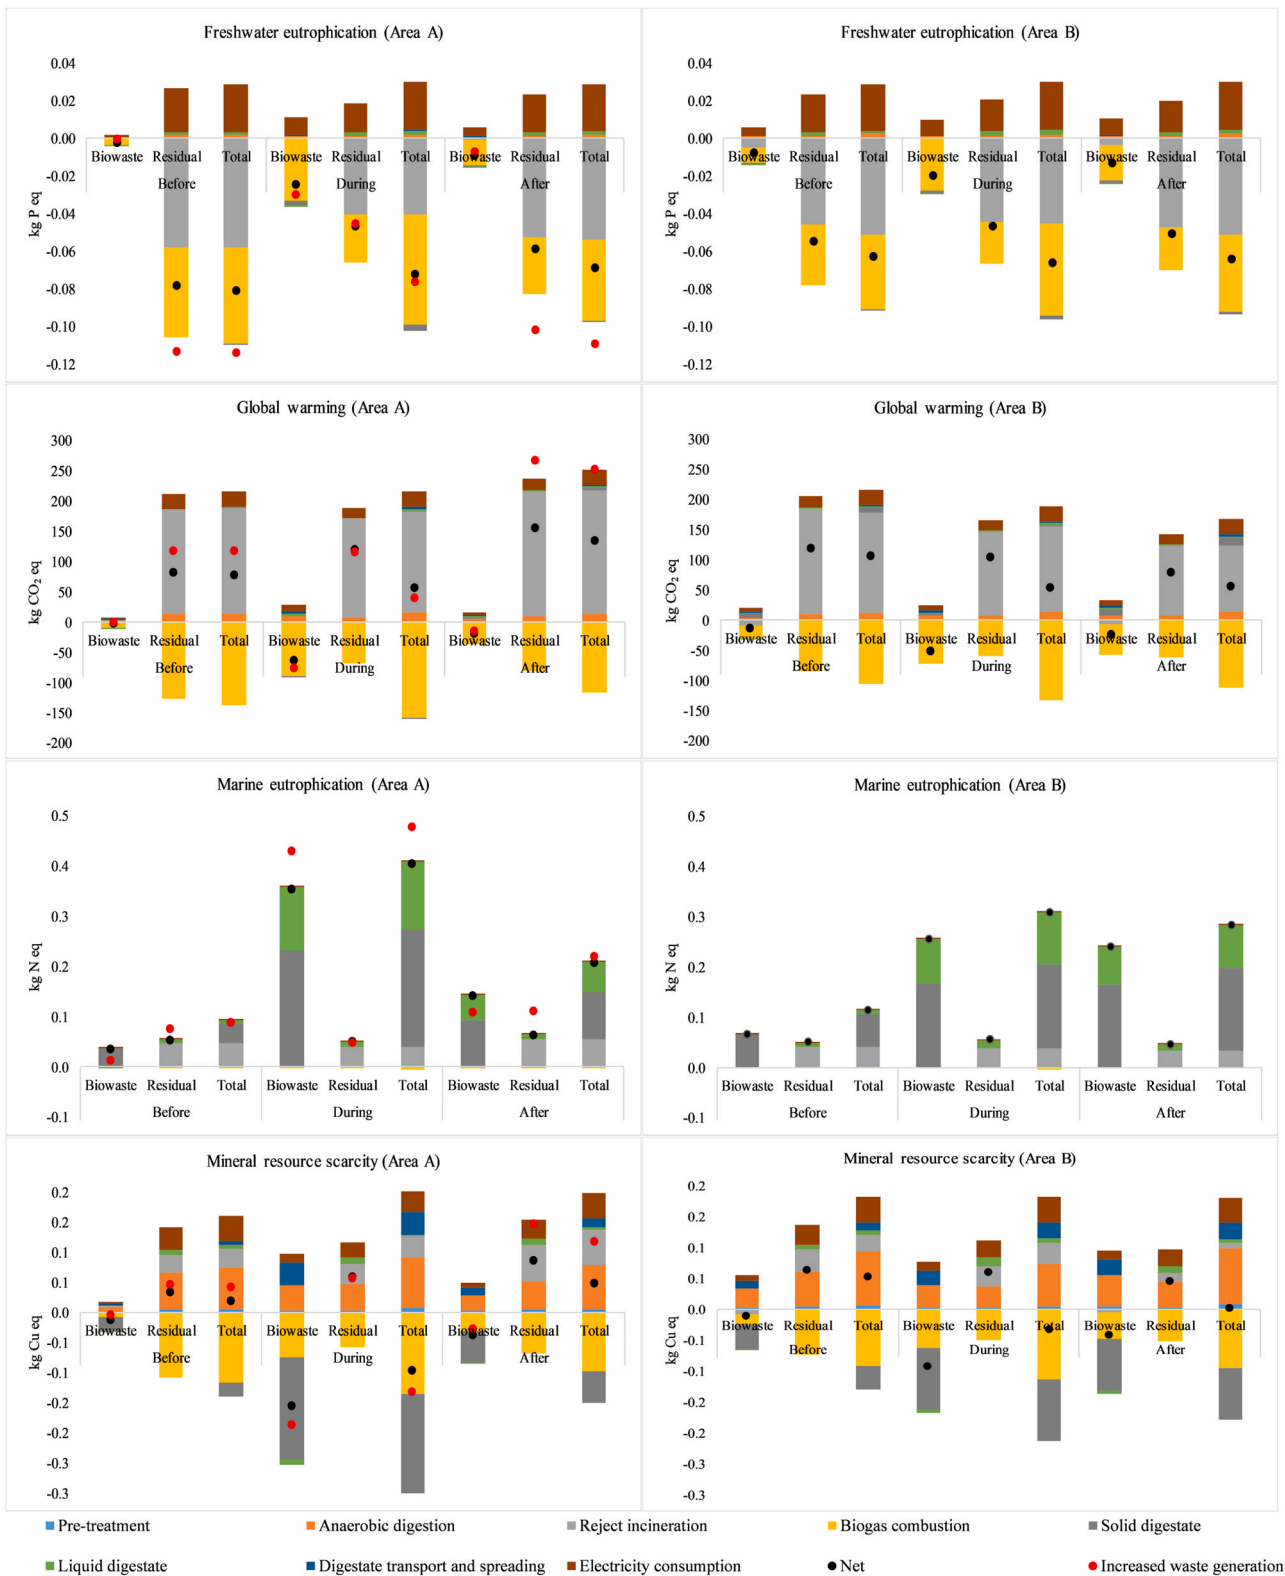 Freshwater eutrophication (Area A)
0.04
0.02
0.00
-0.02
-0.04
-0.06
-0.08
-0.10
-0.12
kg P eq
Biowaste Residual Total Biowaste Residual Total Biowaste Residual Total
Before During After
Freshwater eutrophication (Area B)
0.04
0.02
0.00
-0.02
-0.04
-0.06
-0.08
-0.10
-0.12
kg P eq
Biowaste Residual Total Biowaste Residual Total Biowaste Residual Total
Before During After
Global warming (Area A)
300
250
200
150
100
50
0
-50
-100
-150
-200
kg CO₂ eq
Biowaste Residual Total Biowaste Residual Total Biowaste Residual Total
Before During After
Global warming (Area B)
300
250
200
150
100
50
0
-50
-100
-150
-200
kg CO₂ eq
Biowaste Residual Total Biowaste Residual Total Biowaste Residual Total
Before During After
Marine eutrophication (Area A)
0.5
0.4
0.3
0.2
0.1
0.0
-0.1
kg N eq
Biowaste Residual Total Biowaste Residual Total Biowaste Residual Total
Before During After
Marine eutrophication (Area B)
0.5
0.4
0.3
0.2
0.1
0.0
-0.1
kg N eq
Biowaste Residual Total Biowaste Residual Total Biowaste Residual Total
Before During After
Mineral resource scarcity (Area A)
0.2
0.2
0.1
0.1
0.0
-0.1
-0.1
-0.2
-0.2
-0.3
-0.3
kg Cu eq
Biowaste Residual Total Biowaste Residual Total Biowaste Residual Total
Before During After
Mineral resource scarcity (Area B)
0.2
0.2
0.1
0.1
0.0
-0.1
-0.1
-0.2
-0.2
-0.3
-0.3
kg Cu eq
Biowaste Residual Total Biowaste Residual Total Biowaste Residual Total
Before During After
Pre-treatment Anaerobic digestion Reject incineration Biogas combustion Solid digestate
Liquid digestate Digestate transport and spreading Electricity consumption Net Increased waste generation